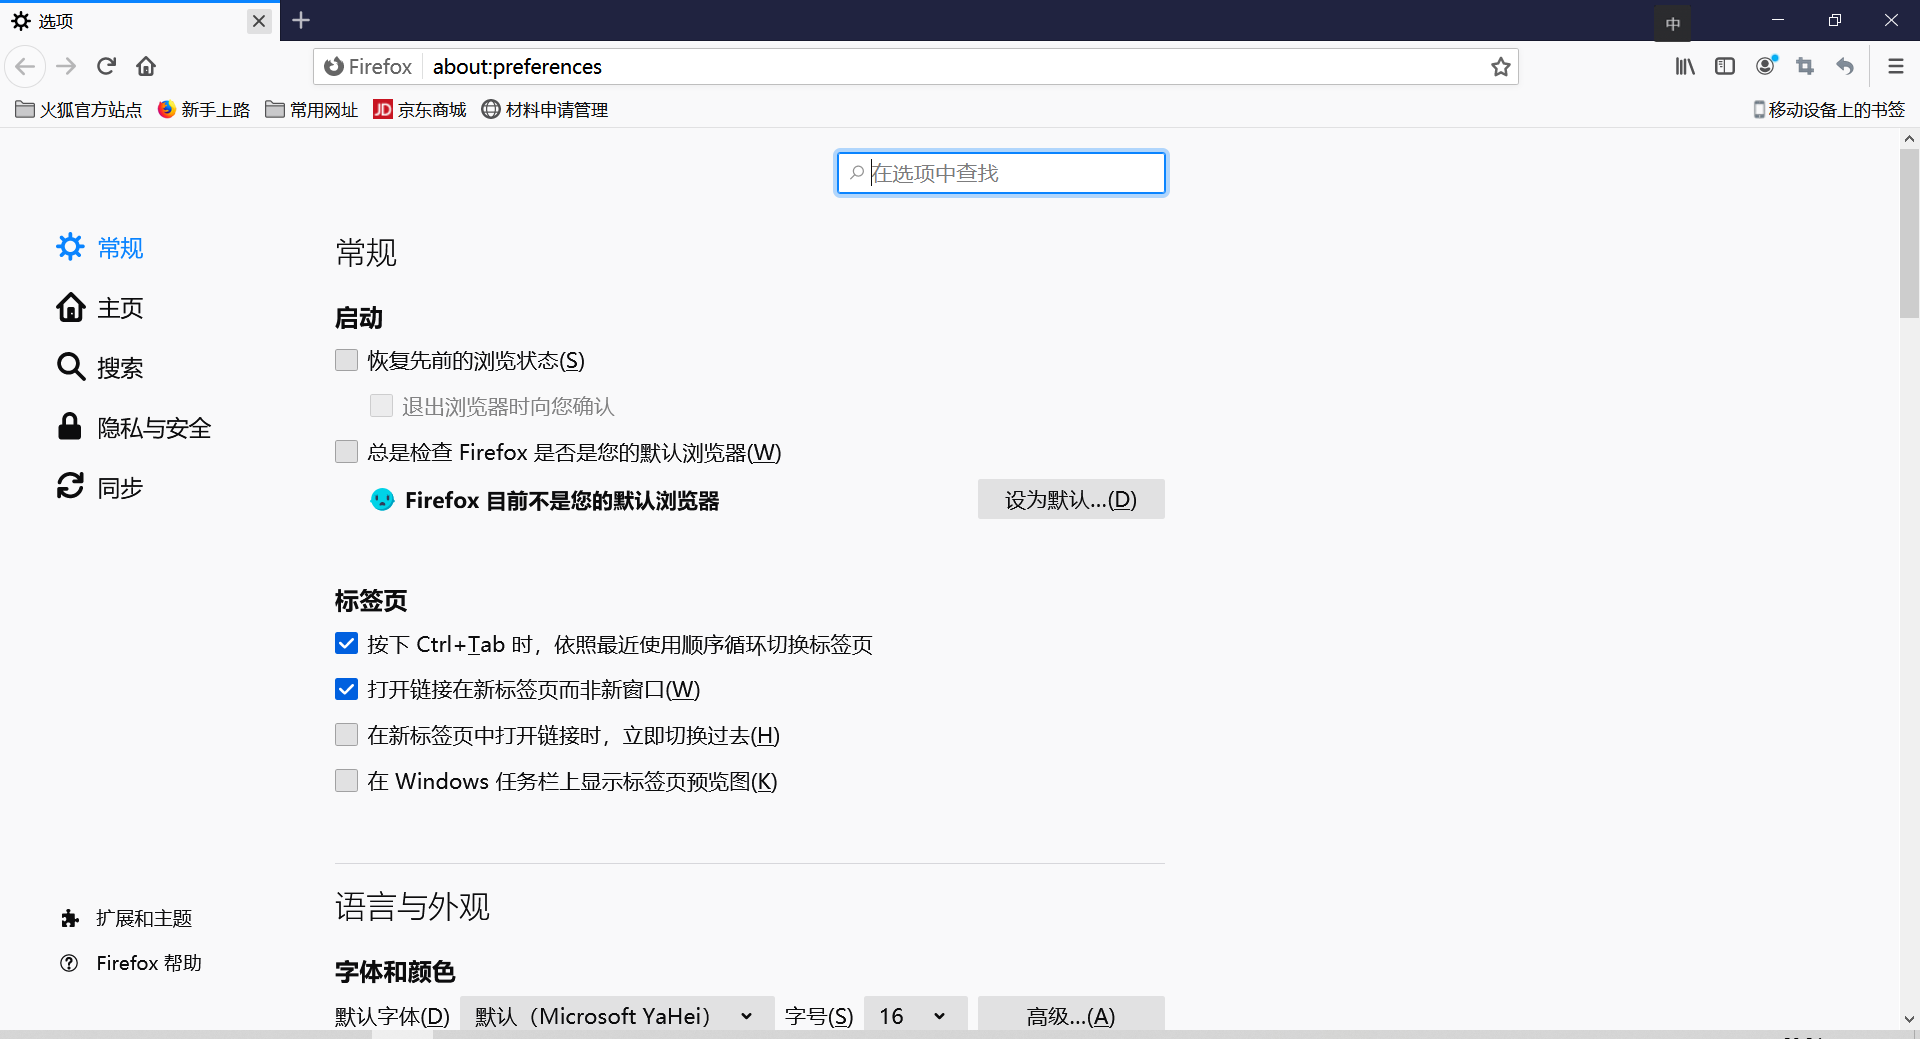 选项
中
Firefox about:preferences
火狐官方站点 新手上路 常用网址 JD 京东商城 材料申请管理 移动设备上的书签
在选项中查找
常规
主页
搜索
隐私与安全
同步
扩展和主题
Firefox 帮助
常规
启动
恢复先前的浏览状态(S)
退出浏览器时向您确认
总是检查 Firefox 是否是您的默认浏览器(W)
Firefox 目前不是您的默认浏览器 设为默认...(D)
标签页
按下 Ctrl+Tab 时，依照最近使用顺序循环切换标签页
打开链接在新标签页而非新窗口(W)
在新标签页中打开链接时，立即切换过去(H)
在 Windows 任务栏上显示标签页预览图(K)
语言与外观
字体和颜色
默认字体(D) 默认（Microsoft YaHei） 字号(S) 16 高级...(A)